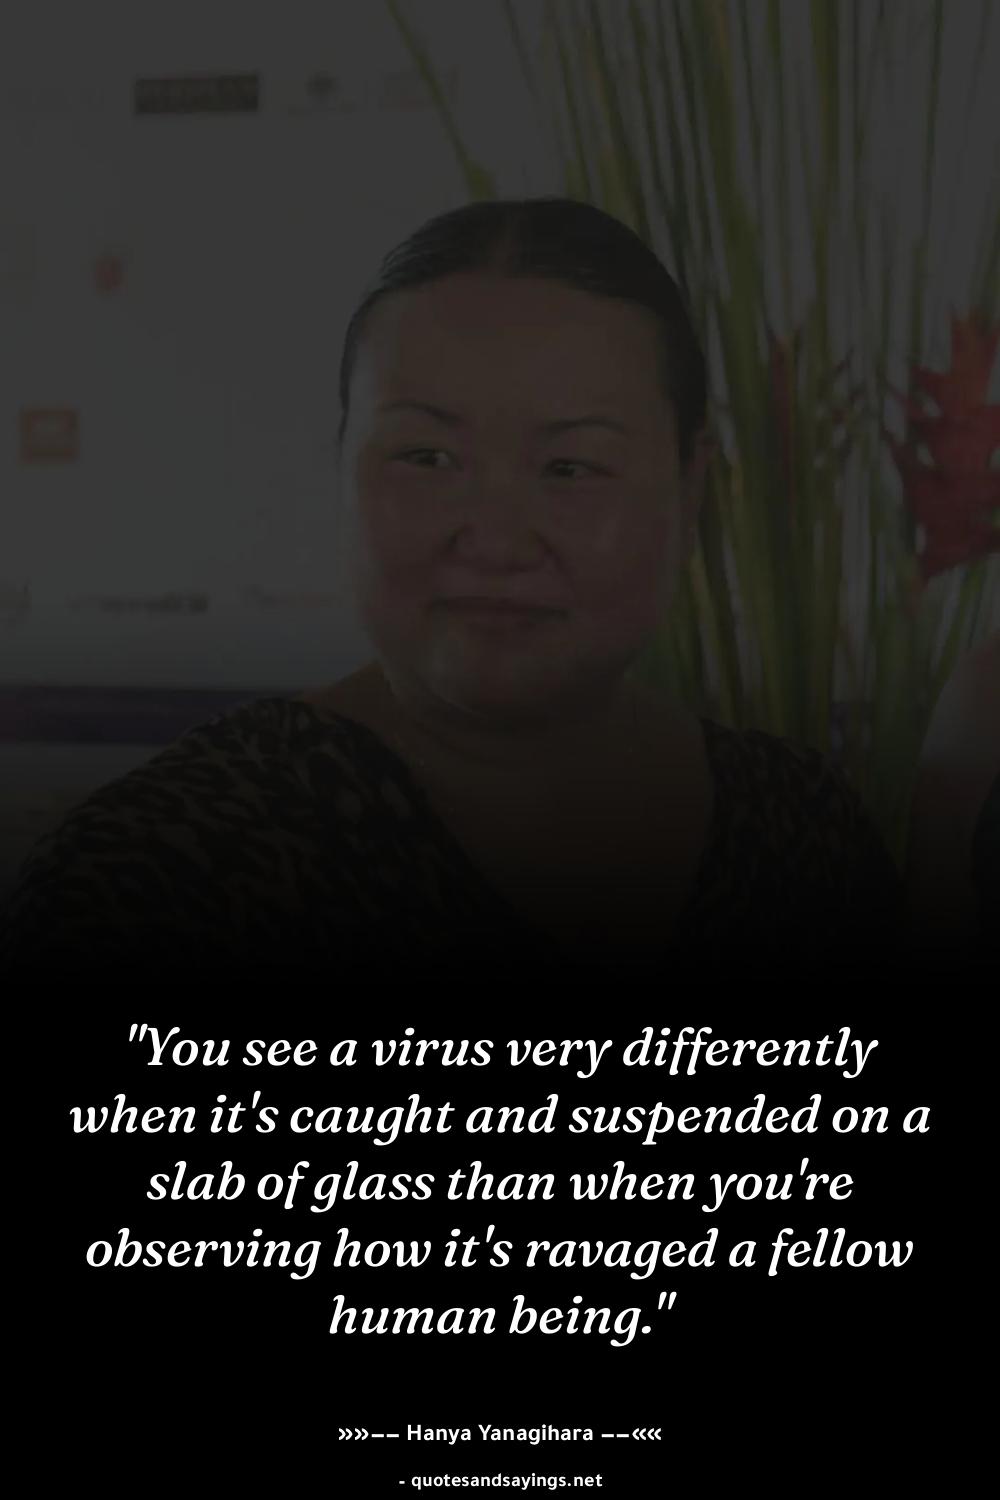 "You see a virus very differently
when it's caught and suspended on a
slab of glass than when you're
observing how it's ravaged a fellow
human being."
»»–– Hanya Yanagihara ––««
- quotesandsayings.net